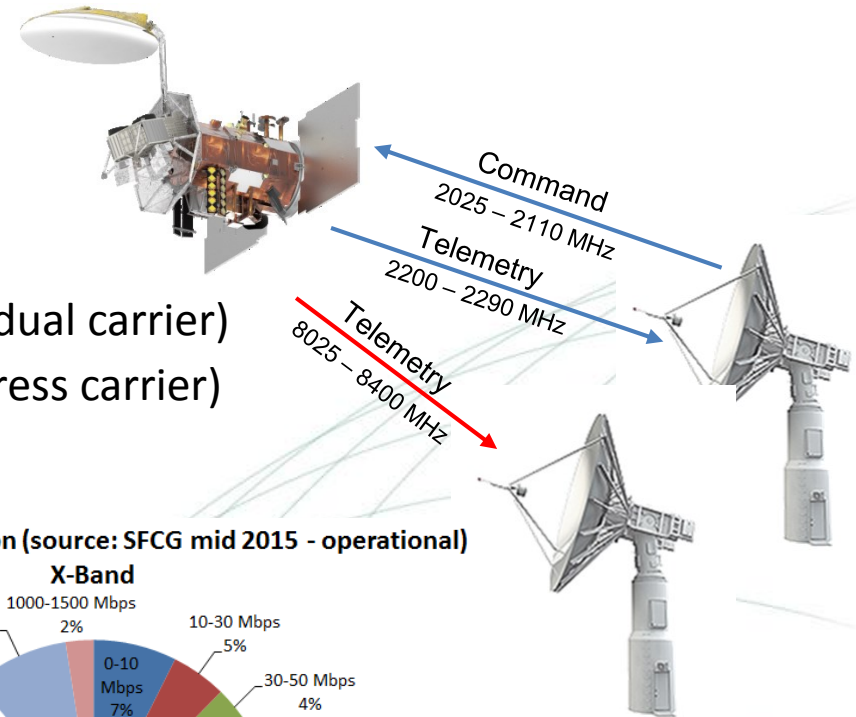 Command
2025 – 2110 MHz
Telemetry
2200 – 2290 MHz
Telemetry
8025 – 8400 MHz
dual carrier)
ress carrier)
n (source: SFCG mid 2015 - operational)
X-Band
1000-1500 Mbps
2%
10-30 Mbps
5%
0-10
Mbps
7%
30-50 Mbps
4%